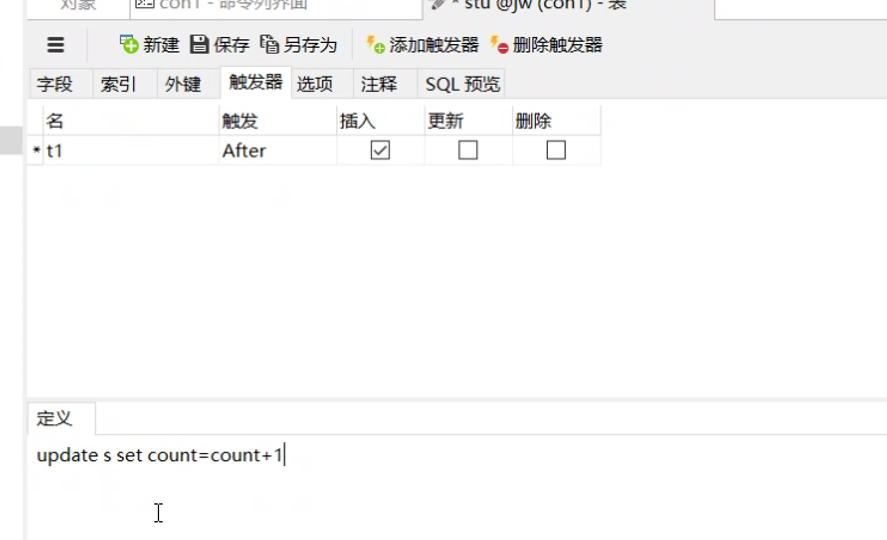 对象 con1 - 命令列界面 * stu @jw (con1) - 表
新建 保存 另存为 添加触发器 删除触发器
字段 索引 外键 触发器 选项 注释 SQL 预览
名 触发 插入 更新 删除
* t1 After
定义
update s set count=count+1